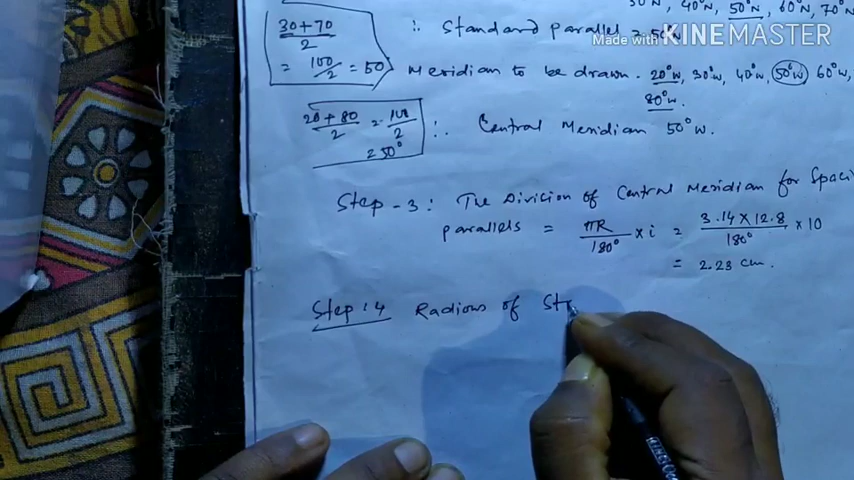 30°N, 40°N, 50°N, 60°N, 70°N
30+70
2
∴ Standard parallel = 50°N
Made with KINEMASTER
= 100/2 = 50
Meridian to be drawn. 20°W, 30°W, 40°W, 50°W, 60°W,
80°W.
20+80 / 2 = 100 / 2
= 50°
∴ Central Meridian 50°W.
Step - 3 : The Division of Central Meridian for Spaci
parallels = πR / 180° × i = 3.14 × 12.8 / 180° × 10
= 2.23 cm.
Step : 4 Radious of St